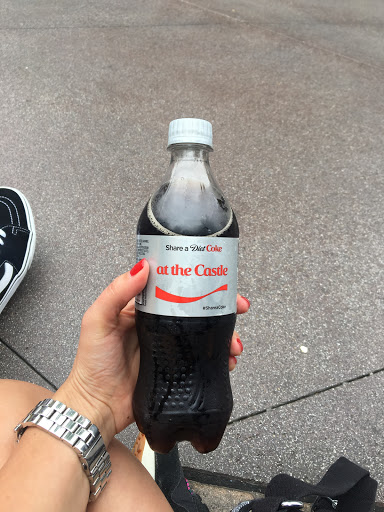 Share a Diet Coke
at the Castle
#ShareaCoke